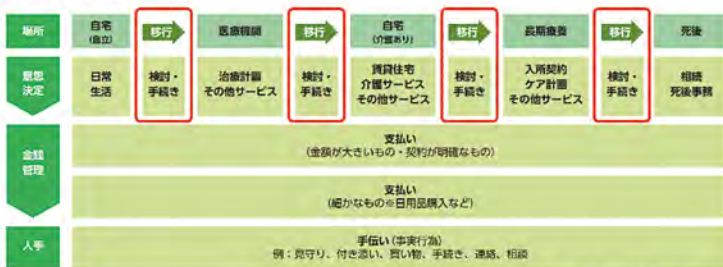 場所
自宅
(自立)
移行
医療機関
移行
自宅
(介護あり)
移行
長期療養
移行
死後
意思
決定
日常
生活
検討・
手続き
治療計画
その他サービス
検討・
手続き
賃貸住宅
介護サービス
その他サービス
検討・
手続き
入所契約
ケア計画
その他サービス
検討・
手続き
相続
死後事務
金銭
管理
支払い
(金額が大きいもの・契約が明確なもの)
支払い
(細かなもの※日用品購入など)
人手
手伝い(事実行為)
例：見守り、付き添い、買い物、手続き、連絡、相談